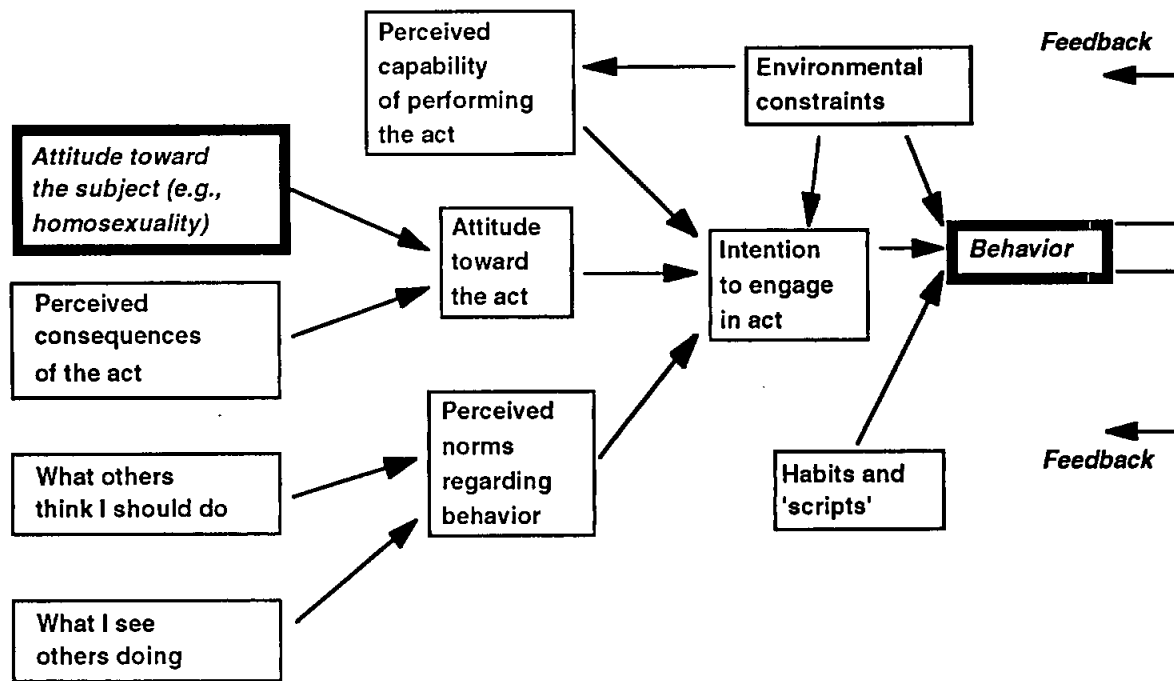 Perceived
capability
of performing
the act
Environmental
constraints
Feedback
Attitude toward
the subject (e.g.,
homosexuality)
Attitude
toward
the act
Intention
to engage
in act
Behavior
Perceived
consequences
of the act
Perceived
norms
regarding
behavior
What others
think I should do
Habits and
'scripts'
Feedback
What I see
others doing